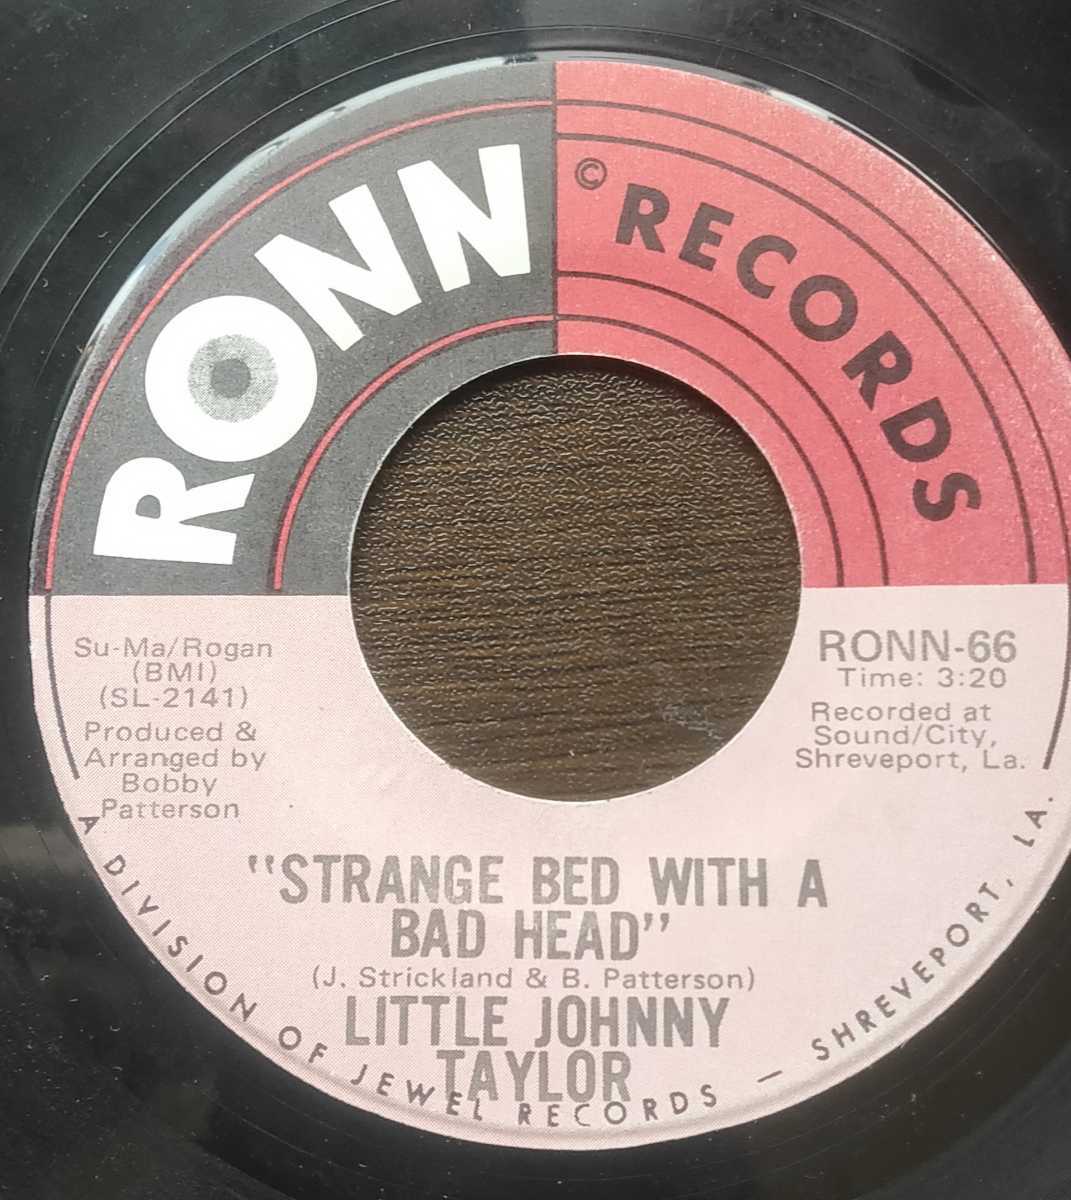 RONN
© RECORDS
Su-Ma/Rogan
(BMI)
(SL-2141)
Produced &
Arranged by
Bobby
Patterson
RONN-66
Time: 3:20
Recorded at
Sound/City,
Shreveport, La.
"STRANGE BED WITH A
BAD HEAD"
(J. Strickland & B. Patterson)
LITTLE JOHNNY
TAYLOR
A DIVISION OF JEWEL RECORDS — SHREVEPORT, LA.